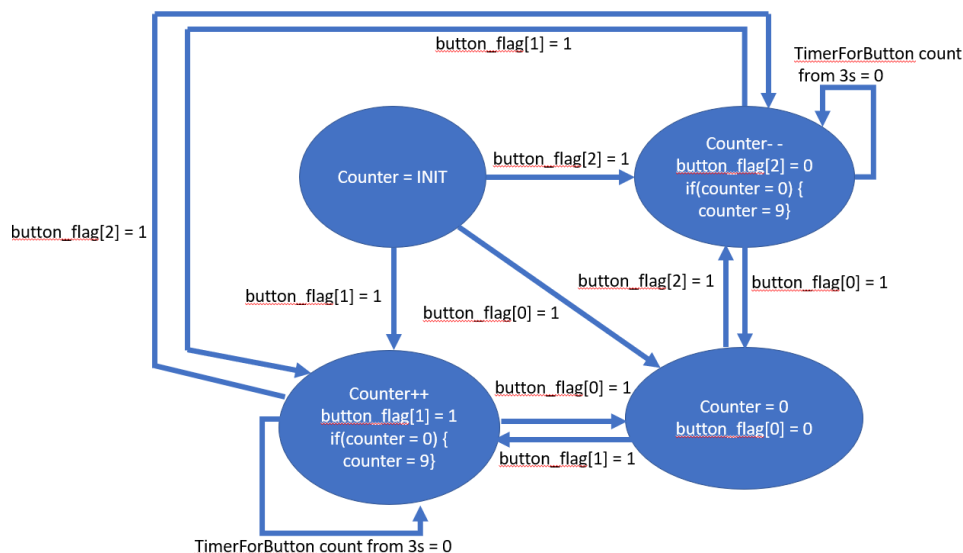 button_flag[1] = 1
TimerForButton count
from 3s = 0
Counter- -
button_flag[2] = 0
if(counter = 0) {
counter = 9}
button_flag[2] = 1
Counter = INIT
button_flag[2] = 1
button_flag[2] = 1
button_flag[0] = 1
button_flag[1] = 1
button_flag[0] = 1
Counter++
button_flag[1] = 1
if(counter = 0) {
counter = 9}
button_flag[0] = 1
Counter = 0
button_flag[0] = 0
button_flag[1] = 1
TimerForButton count from 3s = 0